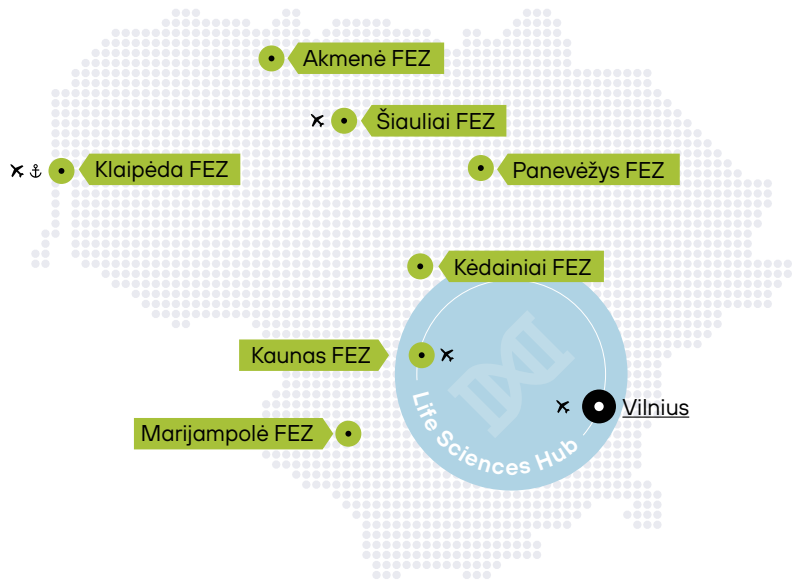 Akmenė FEZ
Šiauliai FEZ
Klaipėda FEZ
Panevėžys FEZ
Kėdainiai FEZ
Kaunas FEZ
Vilnius
Marijampolė FEZ
Life Sciences Hub